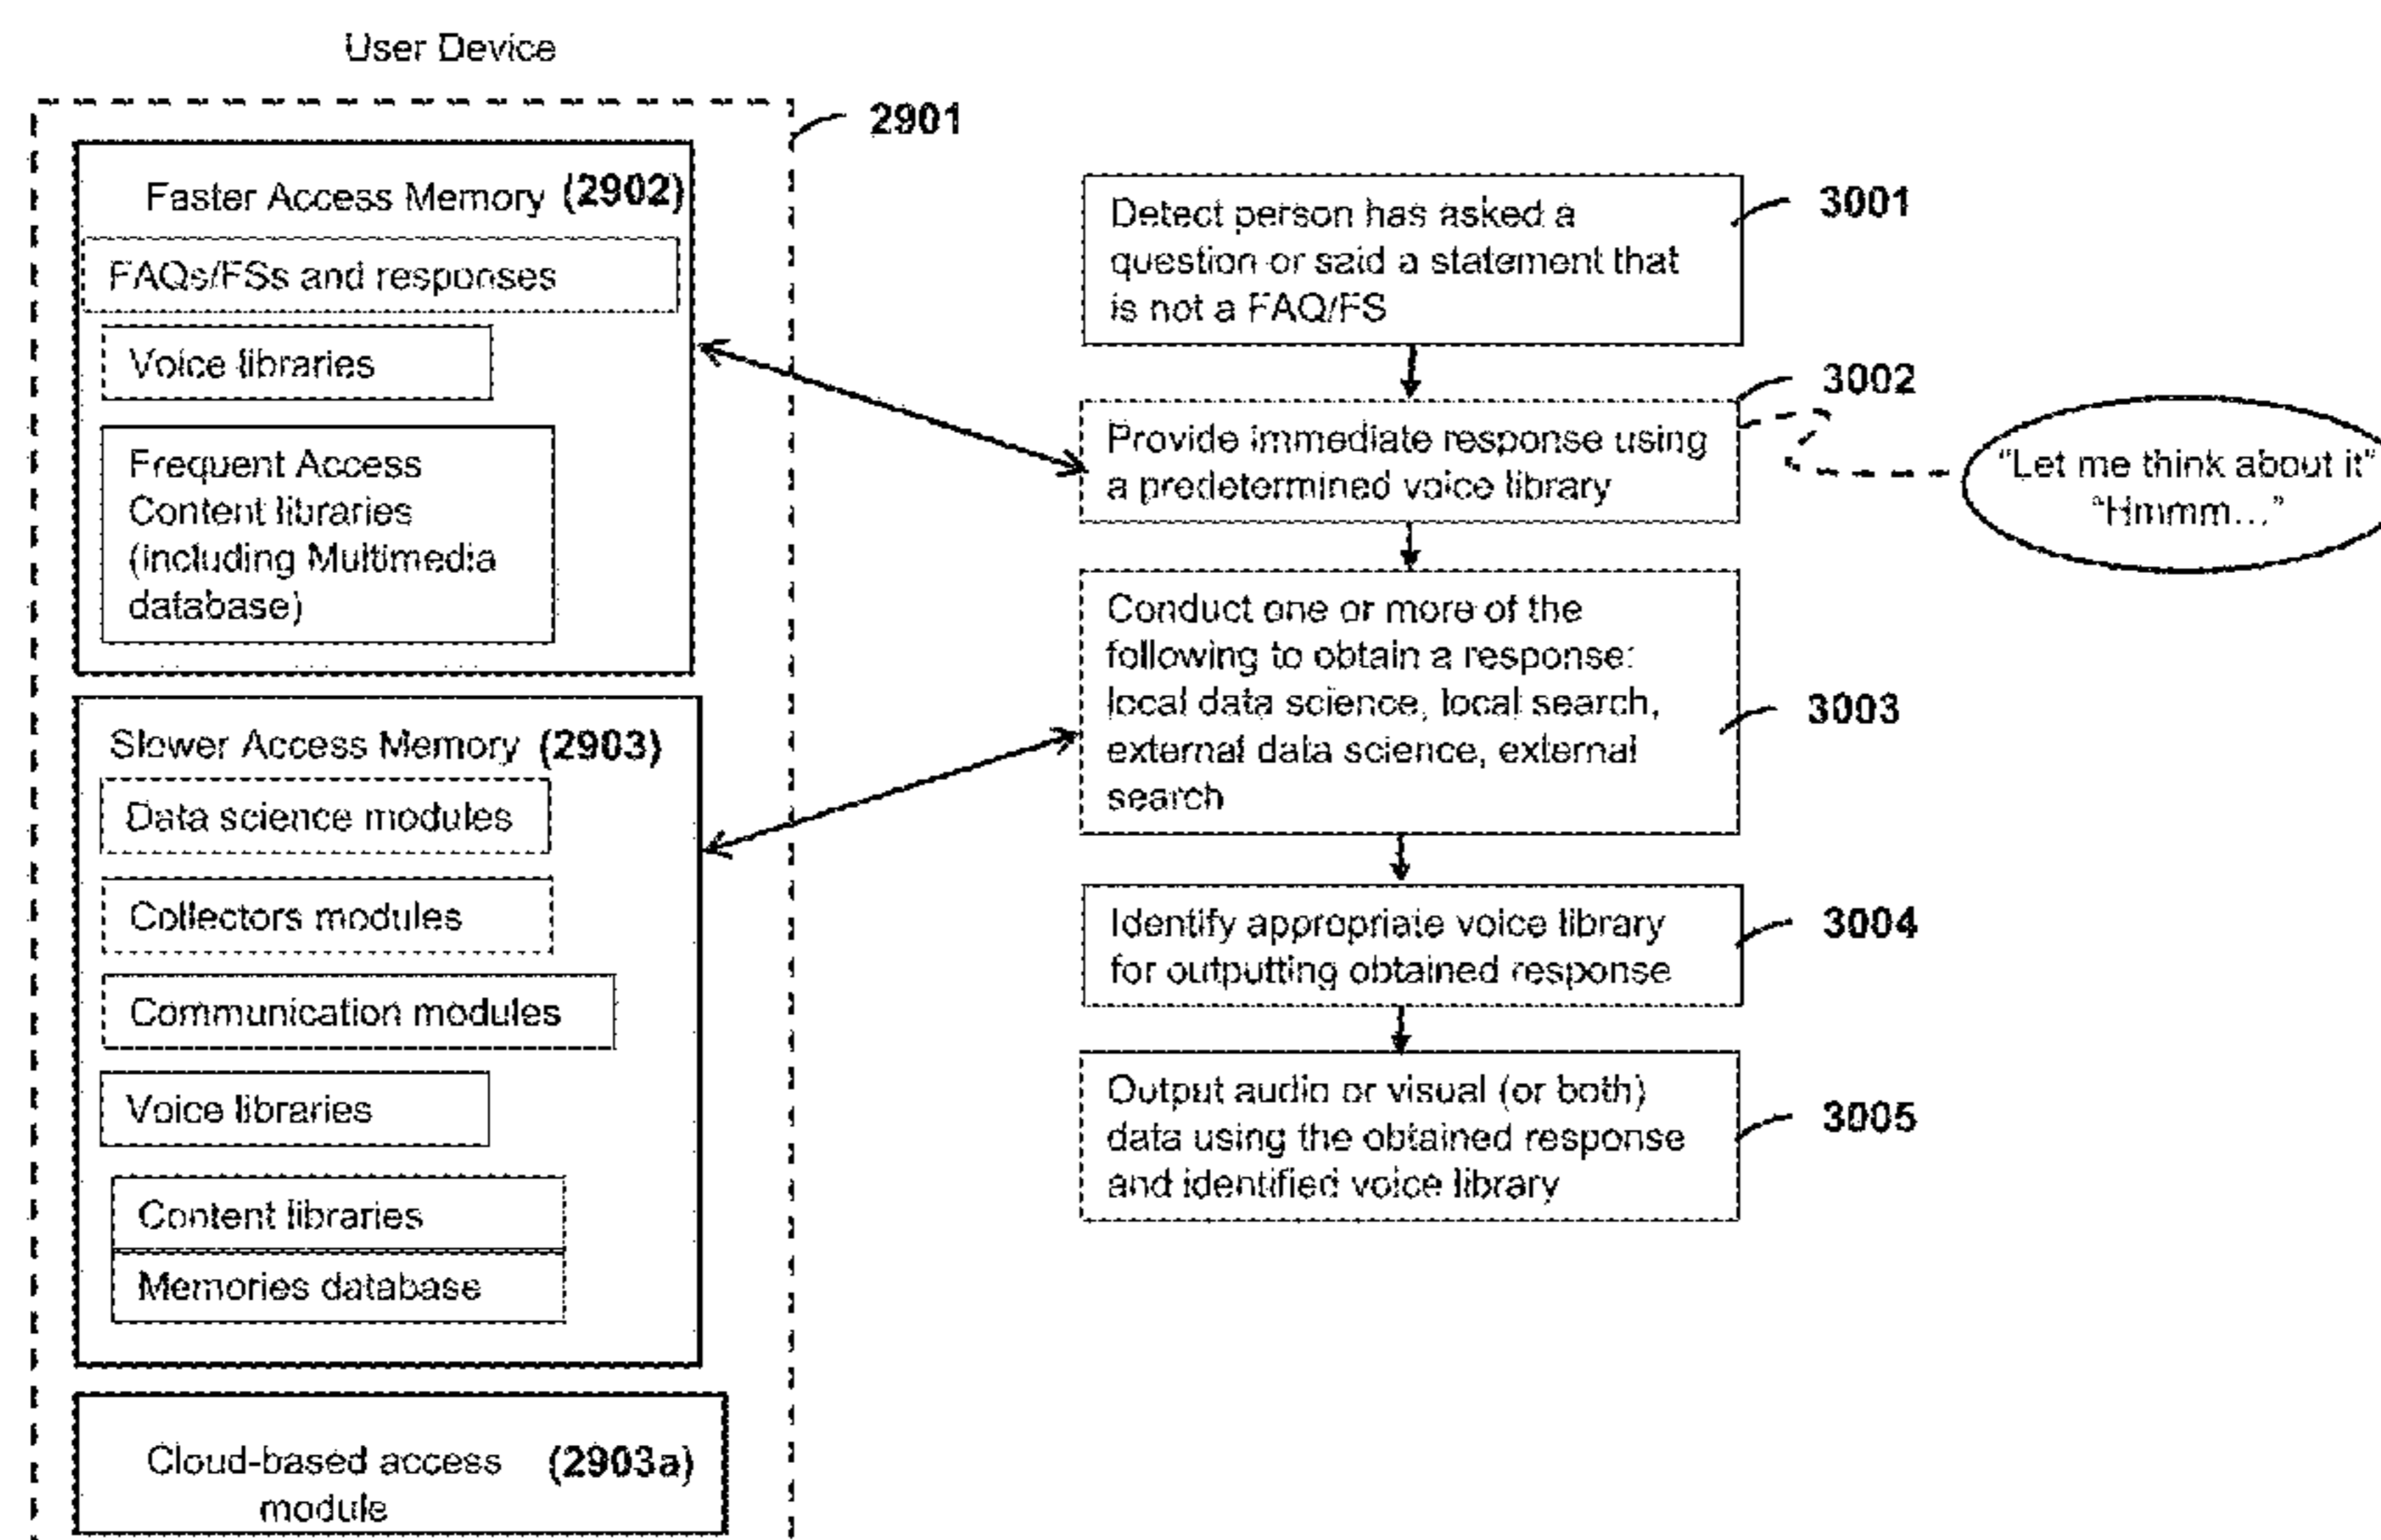 User Device
2901
Faster Access Memory (2902)
FAQs/FSs and responses
Voice libraries
Frequent Access
Content libraries
(including Multimedia
database)
Slower Access Memory (2903)
Data science modules
Collectors modules
Communication modules
Voice libraries
Content libraries
Memories database
Cloud-based access (2903a)
module
Detect person has asked a
question or said a statement that
is not a FAQ/FS
3001
Provide immediate response using
a predetermined voice library
3002
"Let me think about it"
"Hmmm..."
Conduct one or more of the
following to obtain a response:
local data science, local search,
external data science, external
search
3003
Identify appropriate voice library
for outputting obtained response
3004
Output audio or visual (or both)
data using the obtained response
and identified voice library
3005